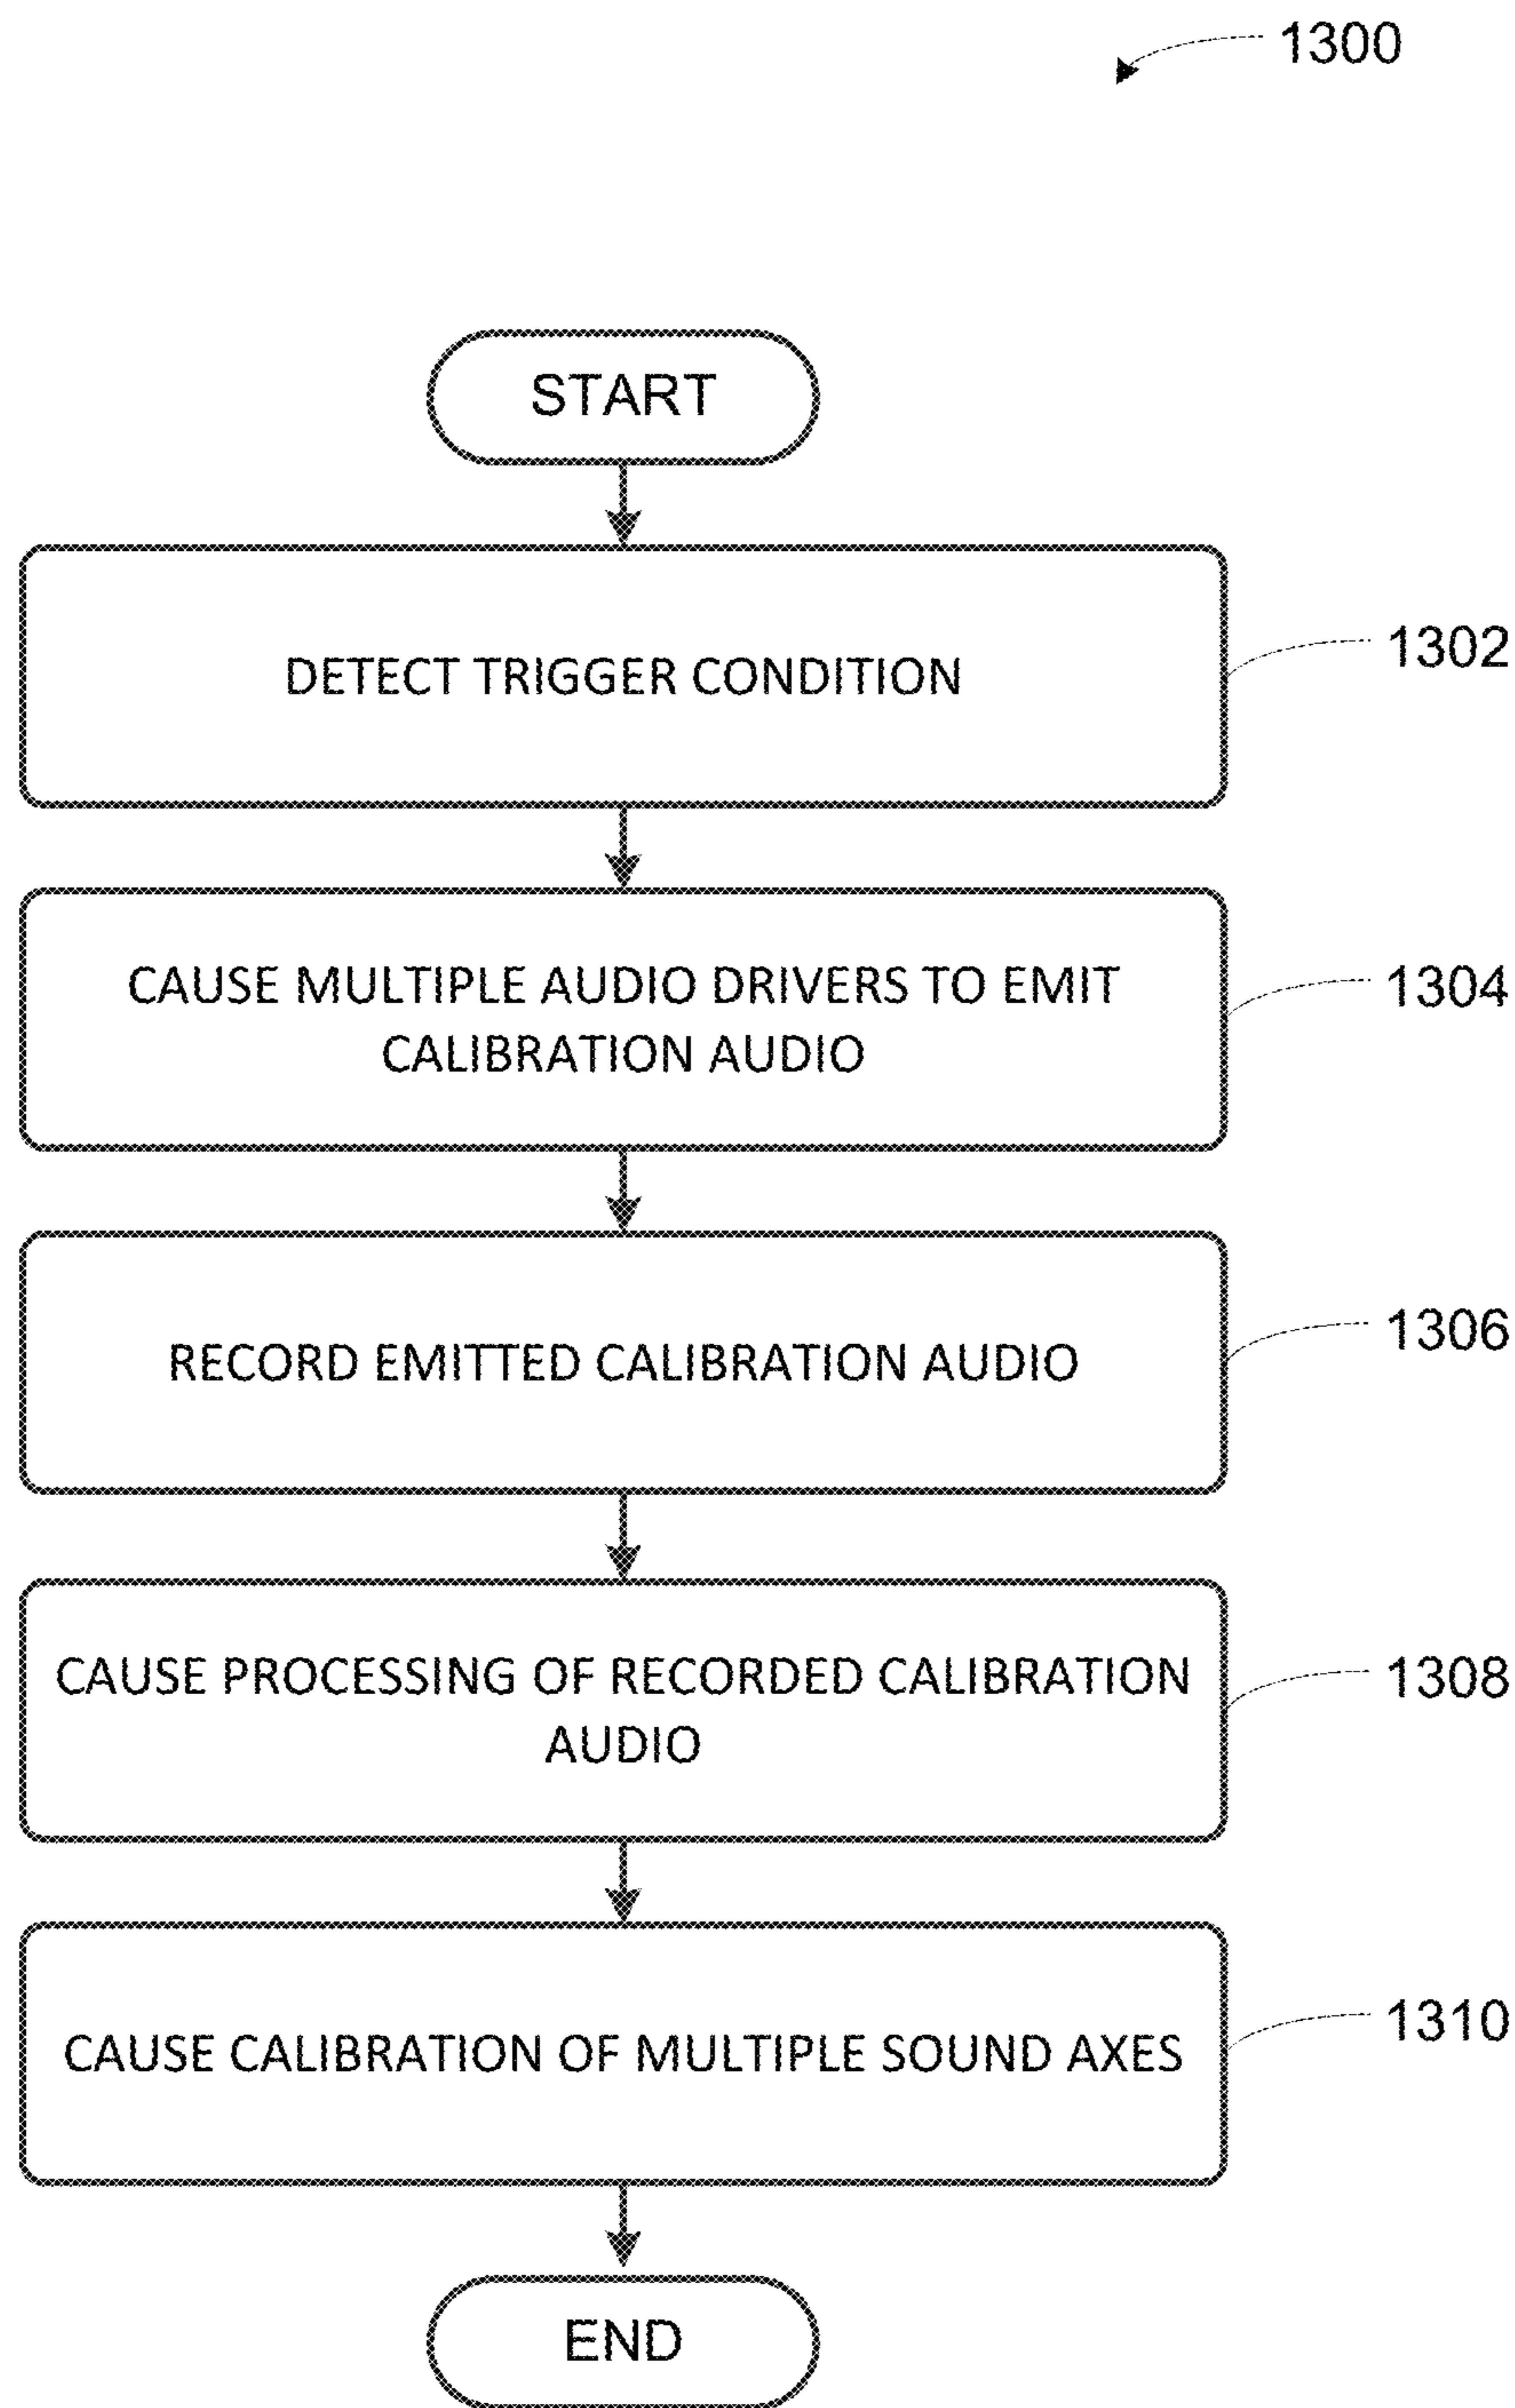 1300
START
DETECT TRIGGER CONDITION
1302
CAUSE MULTIPLE AUDIO DRIVERS TO EMIT
CALIBRATION AUDIO
1304
RECORD EMITTED CALIBRATION AUDIO
1306
CAUSE PROCESSING OF RECORDED CALIBRATION
AUDIO
1308
CAUSE CALIBRATION OF MULTIPLE SOUND AXES
1310
END